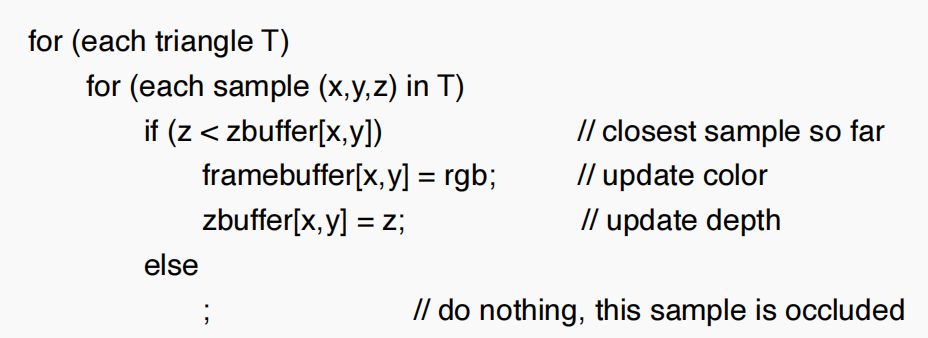 for (each triangle T)
for (each sample (x,y,z) in T)
if (z < zbuffer[x,y]) // closest sample so far
framebuffer[x,y] = rgb; // update color
zbuffer[x,y] = z; // update depth
else
; // do nothing, this sample is occluded